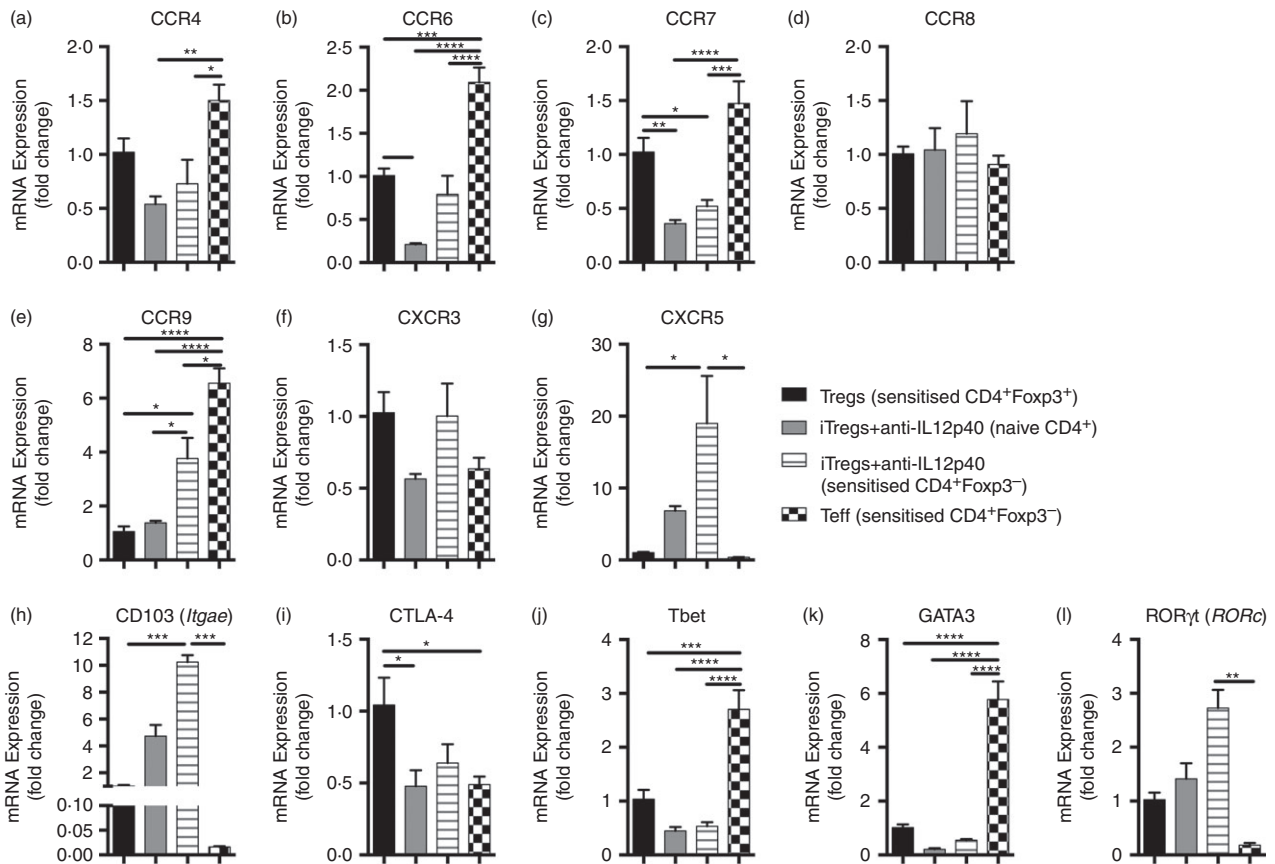 (a) CCR4
mRNA Expression
(fold change)
2·0
1·5
1·0
0·5
0·0
**
*
(b) CCR6
mRNA Expression
(fold change)
2·5
2·0
1·5
1·0
0·5
0·0
***
****
****
(c) CCR7
mRNA Expression
(fold change)
2·0
1·5
1·0
0·5
0·0
****
***
*
**
(d) CCR8
mRNA Expression
(fold change)
2·0
1·5
1·0
0·5
0·0
(e) CCR9
mRNA Expression
(fold change)
8
6
4
2
0
****
****
*
*
*
(f) CXCR3
mRNA Expression
(fold change)
1·5
1·0
0·5
0·0
(g) CXCR5
mRNA Expression
(fold change)
30
20
10
0
* *
Tregs (sensitised CD4+Foxp3+)
iTregs+anti-IL12p40 (naive CD4+)
iTregs+anti-IL12p40
(sensitised CD4+Foxp3–)
Teff (sensitised CD4+Foxp3–)
(h) CD103 (Itgae)
mRNA Expression
(fold change)
12
10
8
6
4
2
0·10
0·05
0·00
*** ***
(i) CTLA-4
mRNA Expression
(fold change)
1·5
1·0
0·5
0·0
*
*
(j) Tbet
mRNA Expression
(fold change)
4
3
2
1
0
***
****
****
(k) GATA3
mRNA Expression
(fold change)
8
6
4
2
0
****
****
****
(l) RORγt (RORc)
mRNA Expression
(fold change)
4
3
2
1
0
**